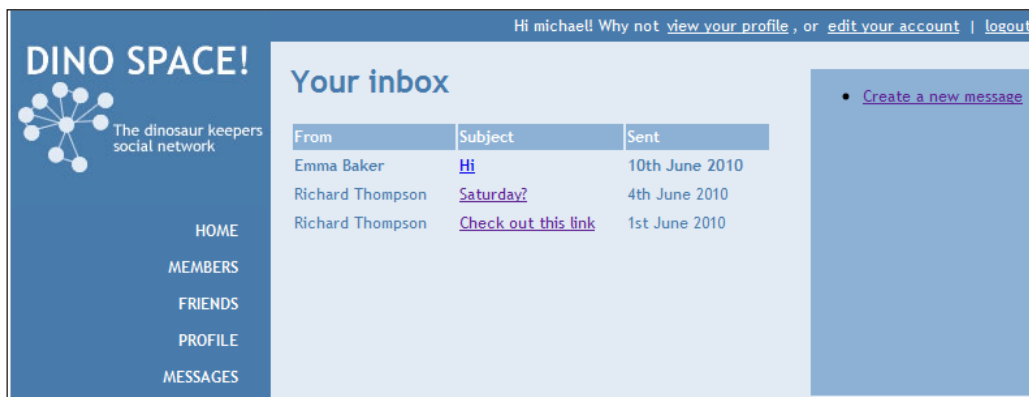 Hi michael! Why not view your profile , or edit your account | logout
DINO SPACE!
The dinosaur keepers
social network
HOME
MEMBERS
FRIENDS
PROFILE
MESSAGES
Your inbox
From Subject Sent
Emma Baker Hi 10th June 2010
Richard Thompson Saturday? 4th June 2010
Richard Thompson Check out this link 1st June 2010
Create a new message